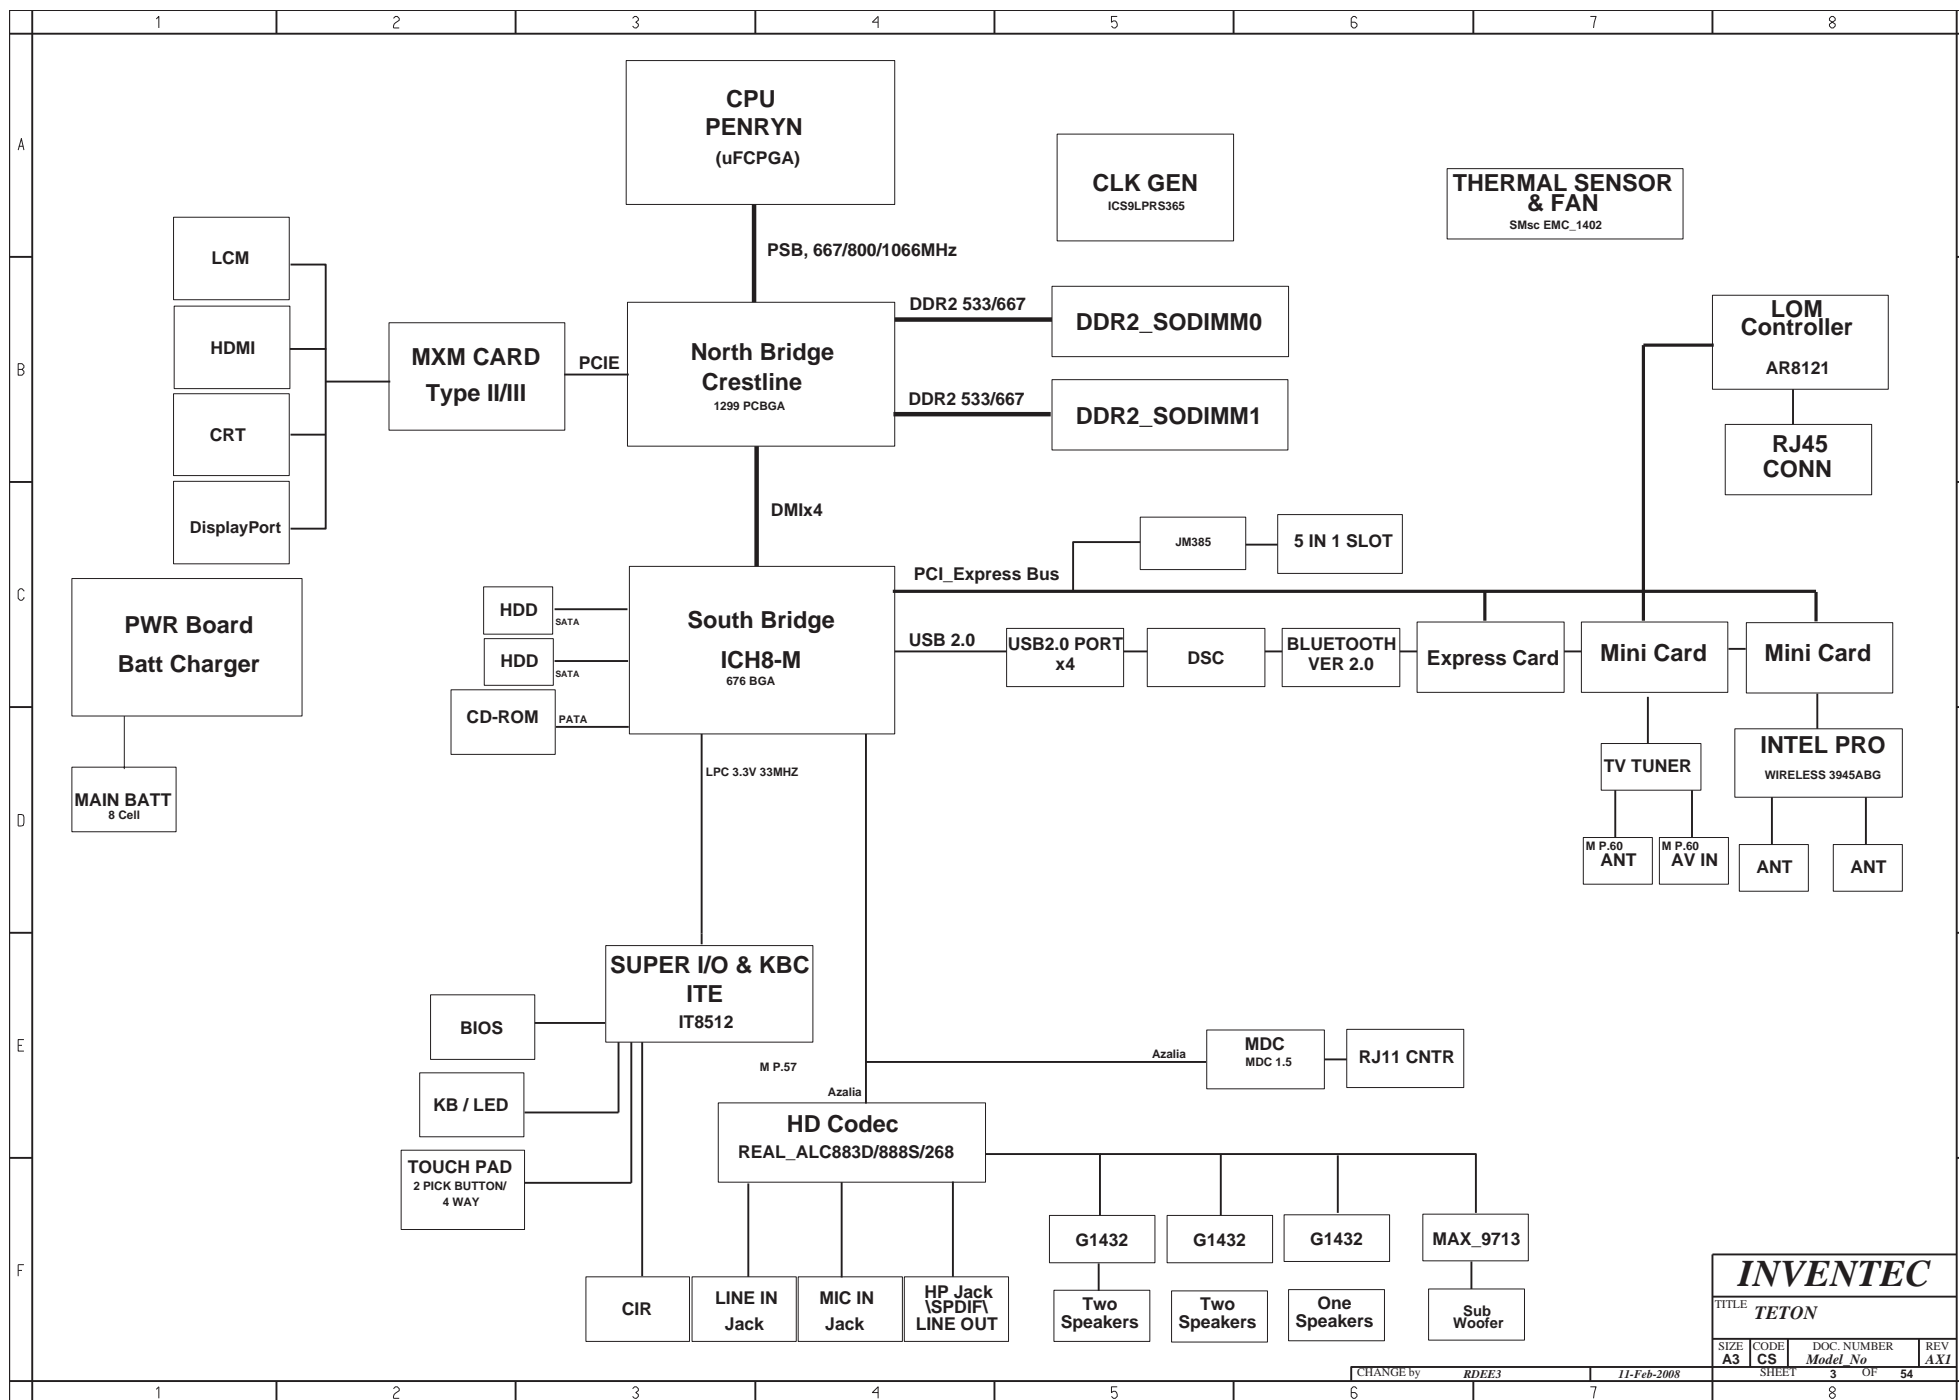 1 2 3 4 5 6 7 8
A
B
C
D
E
F
CPU
PENRYN
(uFCPGA)
CLK GEN
ICS9LPRS365
THERMAL SENSOR
& FAN
SMsc EMC_1402
PSB, 667/800/1066MHz
LCM
HDMI
CRT
DisplayPort
MXM CARD
Type II/III
PCIE
North Bridge
Crestline
1299 PCBGA
DDR2 533/667
DDR2_SODIMM0
DDR2 533/667
DDR2_SODIMM1
LOM
Controller
AR8121
RJ45
CONN
DMIx4
JM385
5 IN 1 SLOT
PCI_Express Bus
PWR Board
Batt Charger
MAIN BATT
8 Cell
HDD
SATA
HDD
SATA
CD-ROM
PATA
South Bridge
ICH8-M
676 BGA
USB 2.0
USB2.0 PORT
x4
DSC
BLUETOOTH
VER 2.0
Express Card
Mini Card
Mini Card
TV TUNER
INTEL PRO
WIRELESS 3945ABG
M P.60
ANT
M P.60
AV IN
ANT
ANT
LPC 3.3V 33MHZ
SUPER I/O & KBC
ITE
IT8512
BIOS
KB / LED
TOUCH PAD
2 PICK BUTTON/
4 WAY
M P.57
Azalia
Azalia
MDC
MDC 1.5
RJ11 CNTR
HD Codec
REAL_ALC883D/888S/268
G1432
G1432
G1432
MAX_9713
CIR
LINE IN
Jack
MIC IN
Jack
HP Jack
\SPDIF\
LINE OUT
Two
Speakers
Two
Speakers
One
Speakers
Sub
Woofer
INVENTEC
TITLE TETON
SIZE CODE DOC. NUMBER REV
A3 CS Model_No AX1
CHANGE by RDEE3 11-Feb-2008 SHEET 3 OF 54
1 2 3 4 5 6 7 8
A
B
C
D
E
F